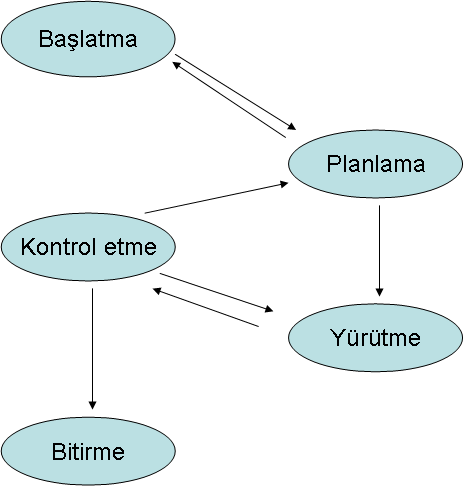 Başlatma
Planlama
Kontrol etme
Yürütme
Bitirme